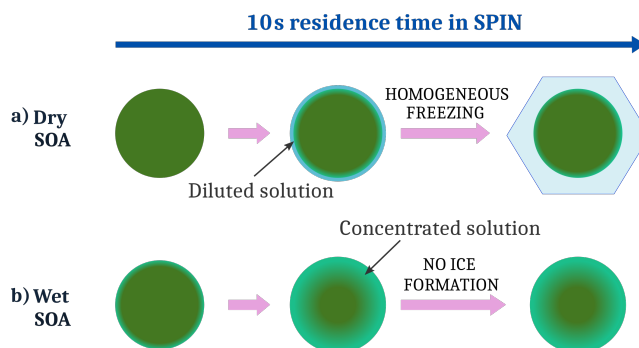 10s residence time in SPIN
a) Dry
SOA
HOMOGENEOUS
FREEZING
Diluted solution
Concentrated solution
b) Wet
SOA
NO ICE
FORMATION